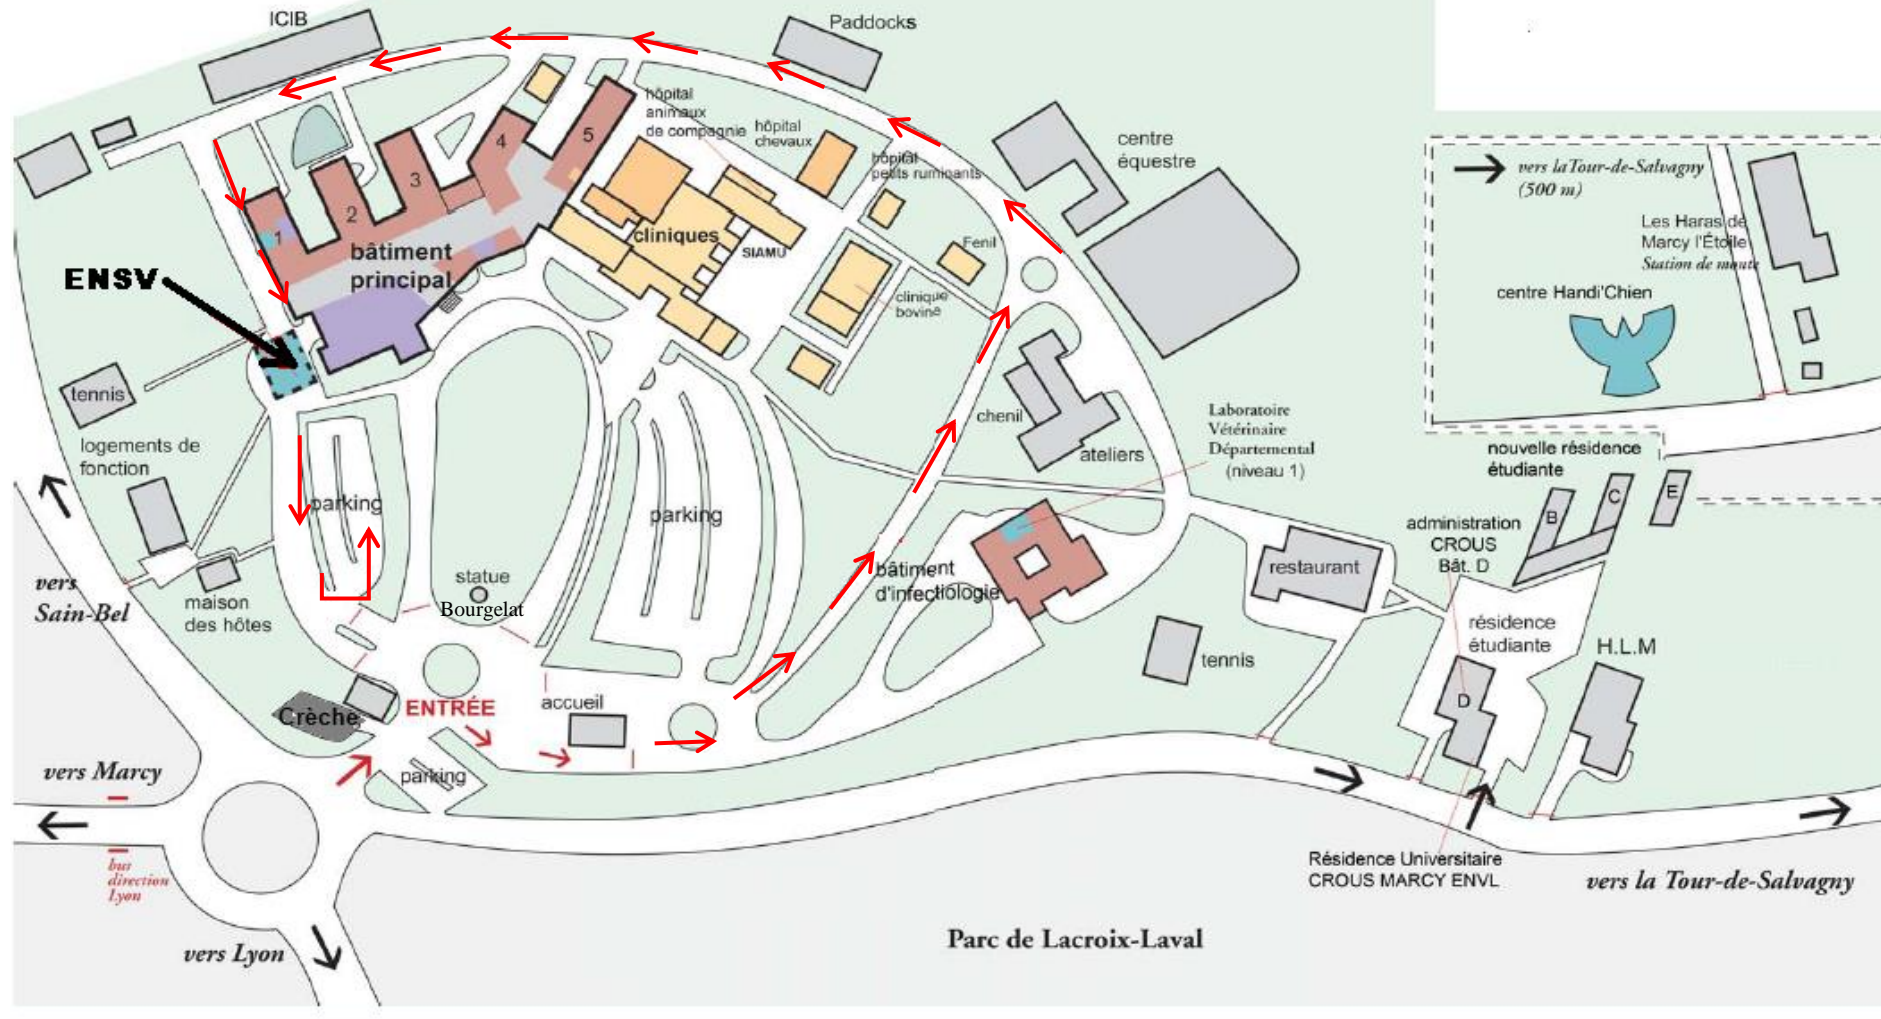 ICIB
Paddocks
hôpital
animaux
de compagnie
hôpital
chevaux
hôpital
petits ruminants
centre
équestre
vers la Tour-de-Salvagny
(500 m)
Les Haras de
Marcy l'Étoile
Station de monte
centre Handi'Chien
1
2
3
4
5
bâtiment
principal
cliniques
SIAMU
Fenil
clinique
bovine
ENSV
tennis
logements de
fonction
parking
parking
chenil
ateliers
Laboratoire
Vétérinaire
Départemental
(niveau 1)
nouvelle résidence
étudiante
B
C
E
administration
CROUS
Bât. D
restaurant
bâtiment
d'infectiologie
statue
Bourgelat
vers
Sain-Bel
maison
des hôtes
résidence
étudiante
H.L.M
tennis
D
Crèche
ENTRÉE
accueil
parking
vers Marcy
bus
direction
Lyon
vers Lyon
Résidence Universitaire
CROUS MARCY ENVL
vers la Tour-de-Salvagny
Parc de Lacroix-Laval